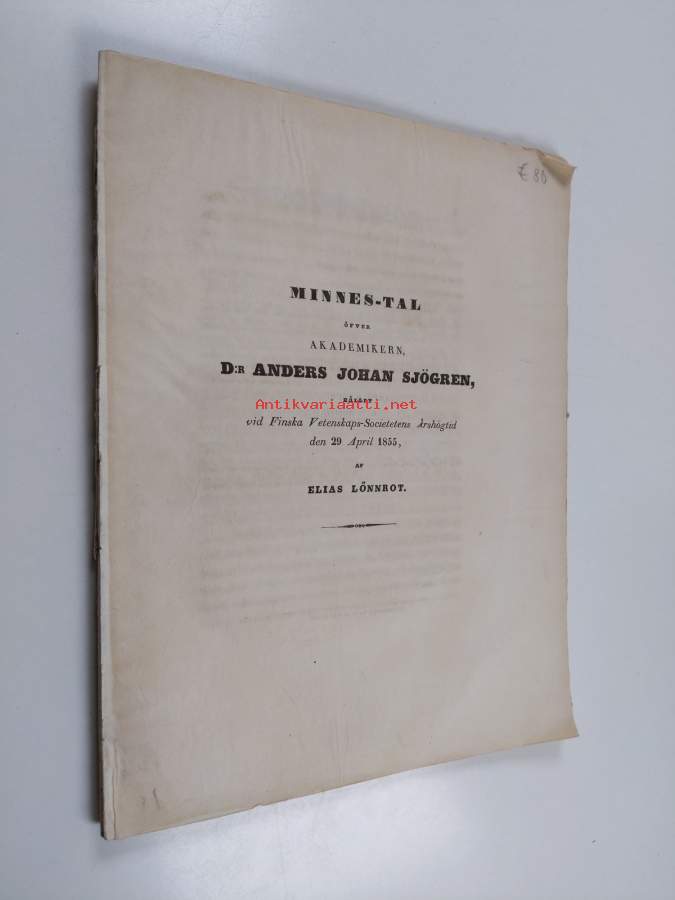 € 80
MINNES-TAL
ÖFVER
AKADEMIKERN,
D:R ANDERS JOHAN SJÖGREN,
Antikvariaatti.net
vid Finska Vetenskaps-Societetens Årshögtid
den 29 April 1855,
AF
ELIAS LÖNNROT.